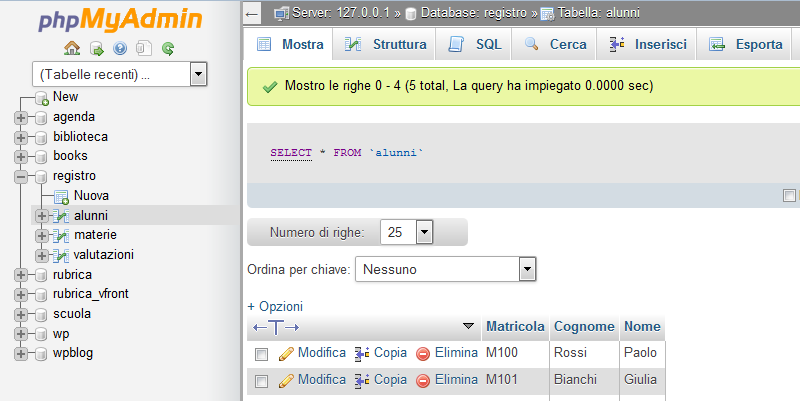 phpMyAdmin
(Tabelle recenti) ...
New
agenda
biblioteca
books
registro
Nuova
alunni
materie
valutazioni
rubrica
rubrica_vfront
scuola
wp
wpblog
Server: 127.0.0.1 » Database: registro » Tabella: alunni
Mostra Struttura SQL Cerca Inserisci Esporta
Mostro le righe 0 - 4 (5 total, La query ha impiegato 0.0000 sec)
SELECT * FROM `alunni`
Numero di righe: 25
Ordina per chiave: Nessuno
+ Opzioni
←T→ Matricola Cognome Nome
Modifica Copia Elimina M100 Rossi Paolo
Modifica Copia Elimina M101 Bianchi Giulia